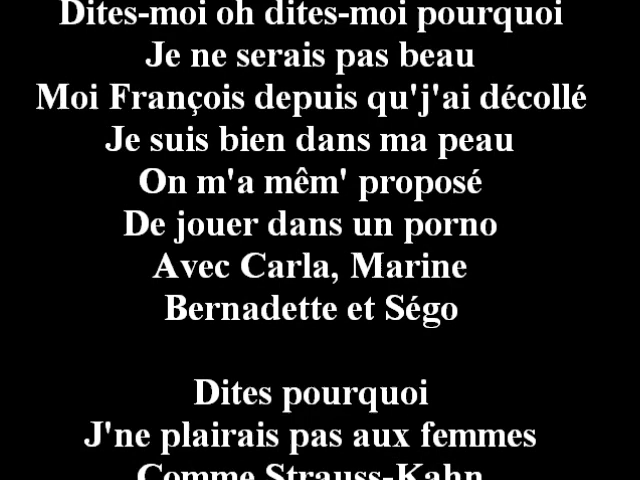 Dites-moi oh dites-moi pourquoi
Je ne serais pas beau
Moi François depuis qu'j'ai décollé
Je suis bien dans ma peau
On m'a mêm' proposé
De jouer dans un porno
Avec Carla, Marine
Bernadette et Ségo
Dites pourquoi
J'ne plairais pas aux femmes
Comme Strauss-Kahn